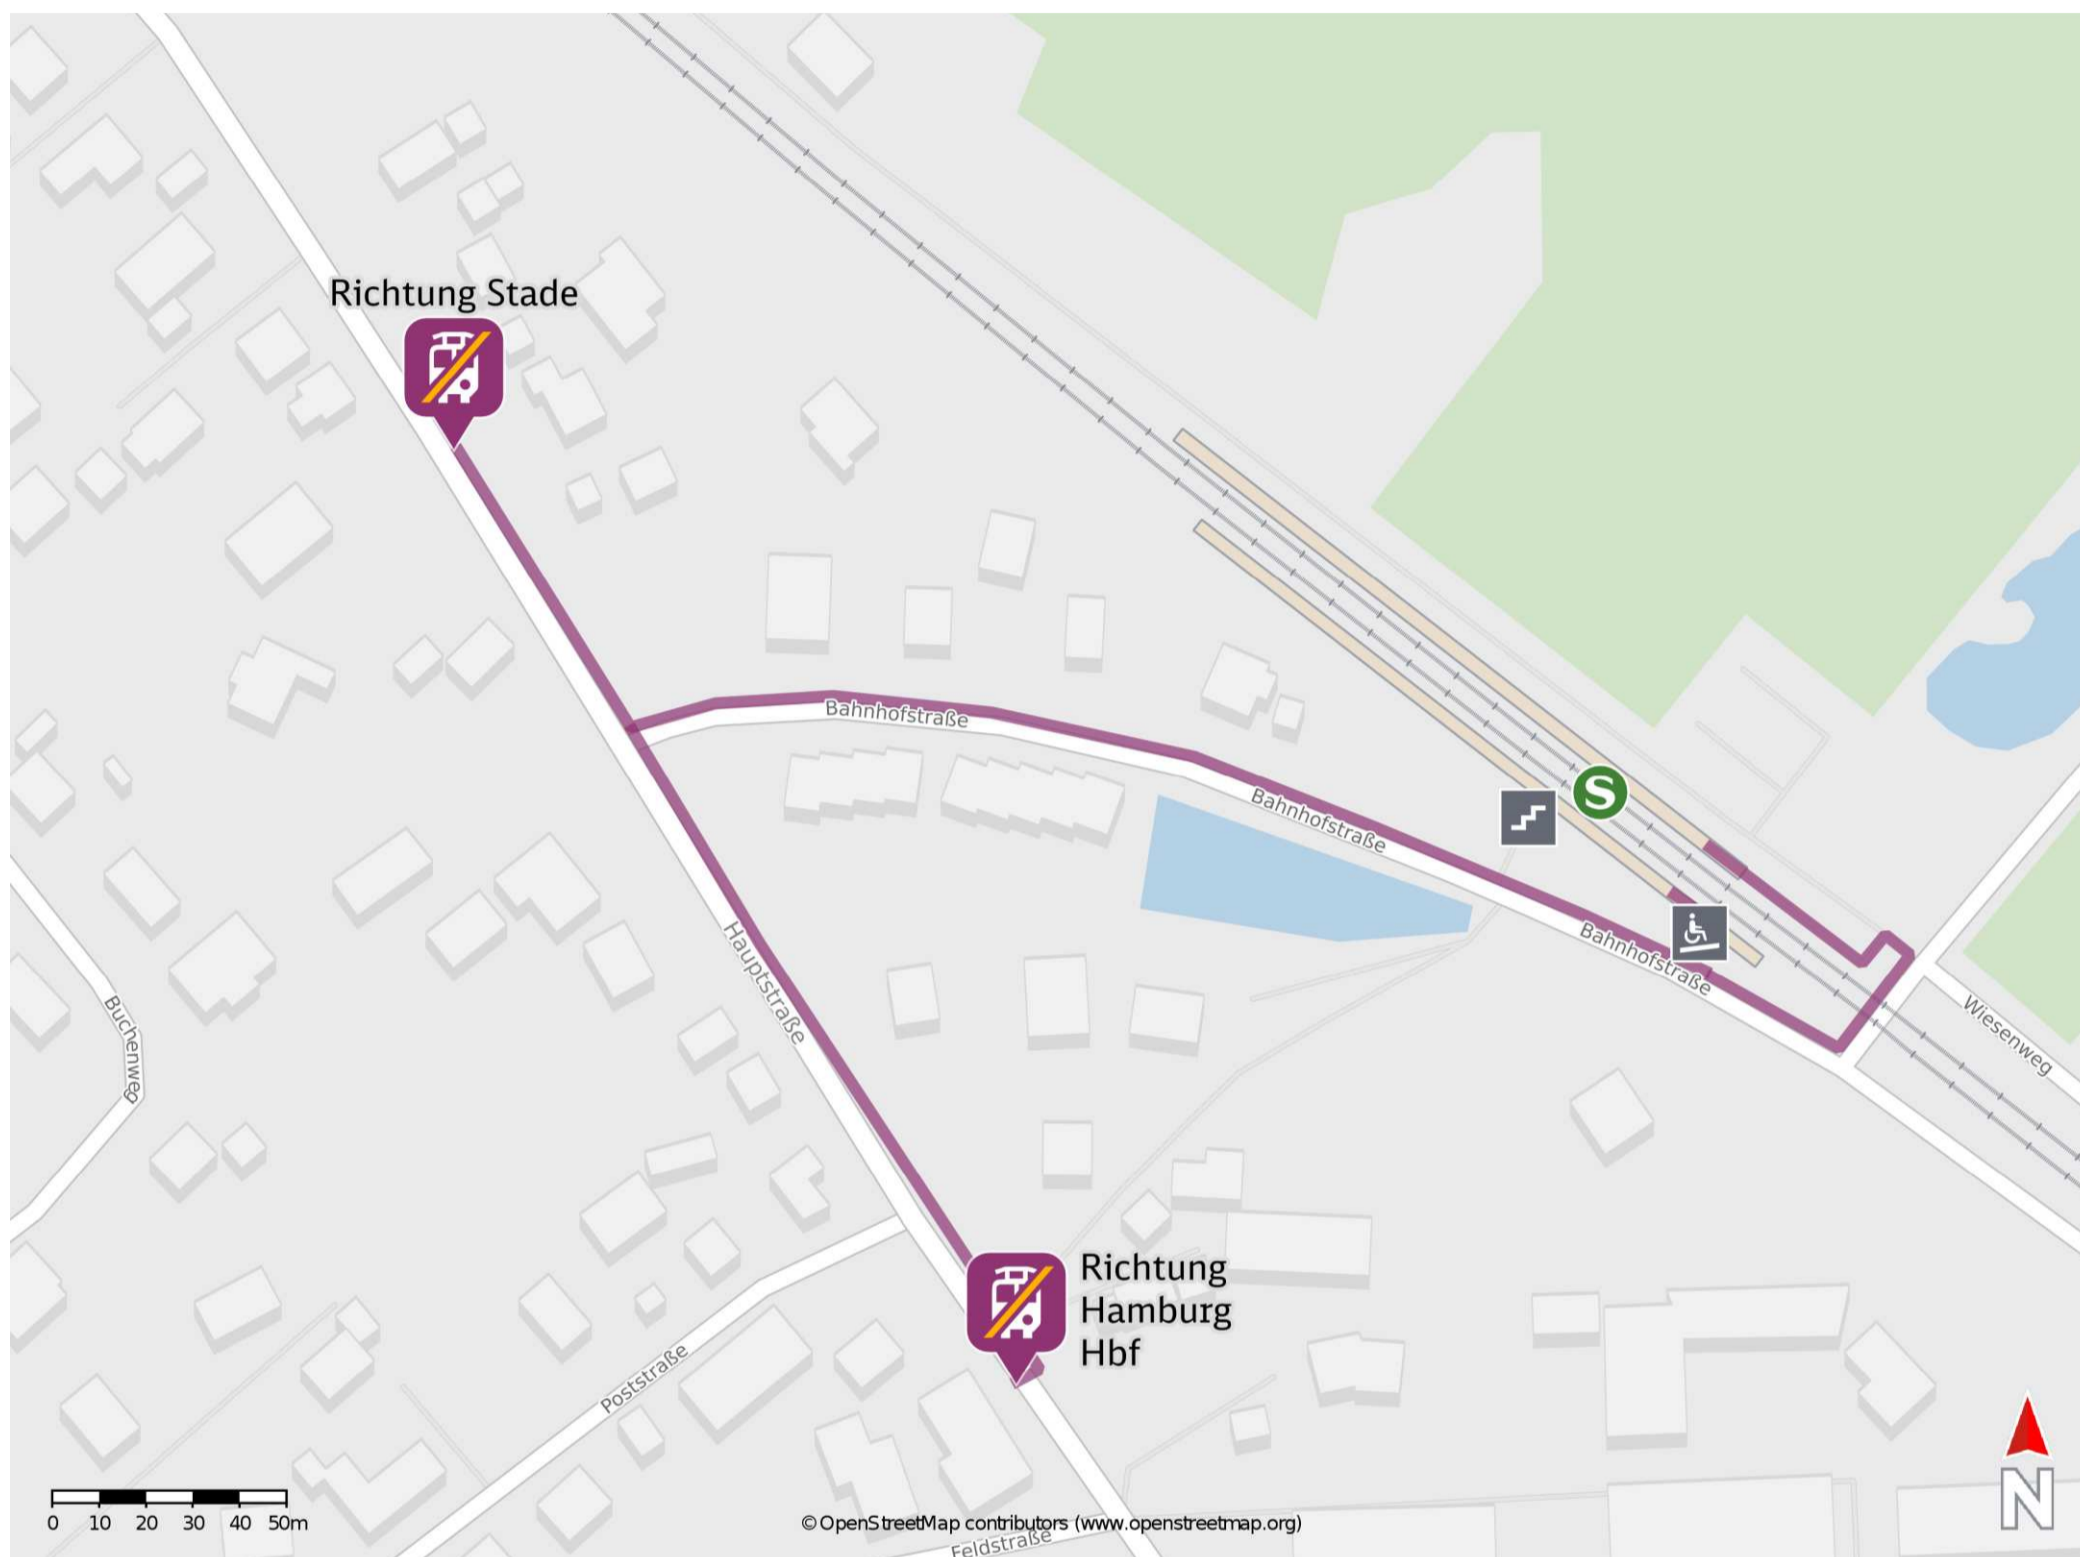 Richtung Stade
Bahnhofstraße
S
Bahnhofstraße
Bahnhofstraße
Hauptstraße
Wiesenweg
Buchenweg
Richtung
Hamburg
Hbf
Poststraße
N
0 10 20 30 40 50m
© OpenStreetMap contributors (www.openstreetmap.org)
Feldstraße